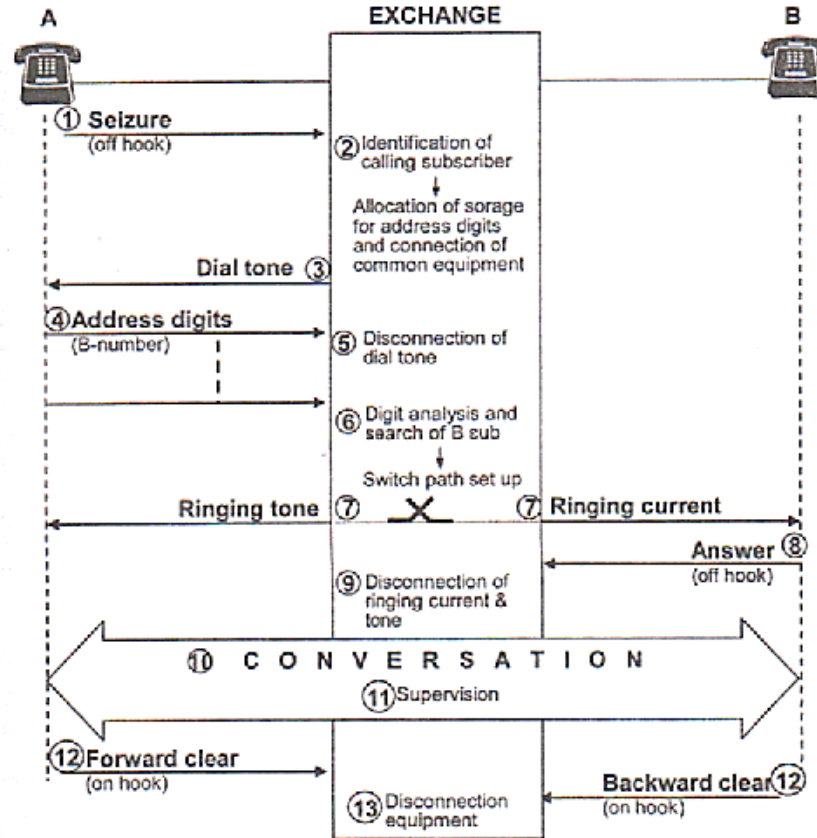 A
EXCHANGE
B
① Seizure
(off hook)
② Identification of
calling subscriber
Allocation of sorage
for address digits
and connection of
common equipment
Dial tone ③
④ Address digits
(B-number)
⑤ Disconnection of
dial tone
⑥ Digit analysis and
search of B sub
Switch path set up
Ringing tone ⑦
⑦ Ringing current
Answer ⑧
(off hook)
⑨ Disconnection of
ringing current &
tone
⑩ CONVERSATION
⑪ Supervision
⑫ Forward clear
(on hook)
Backward clear ⑫
(on hook)
⑬ Disconnection
equipment